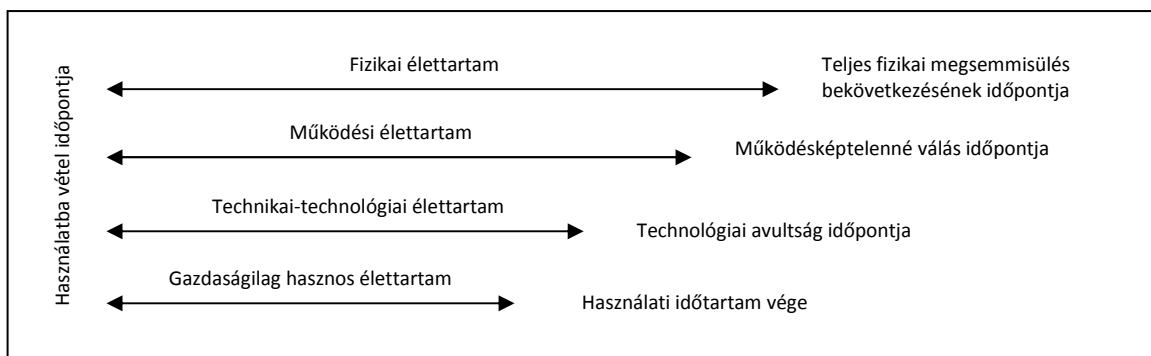 Használatba vétel időpontja
Fizikai élettartam
Teljes fizikai megsemmisülés
bekövetkezésének időpontja
Működési élettartam
Működésképtelenné válás időpontja
Technikai-technológiai élettartam
Technológiai avultság időpontja
Gazdaságilag hasznos élettartam
Használati időtartam vége